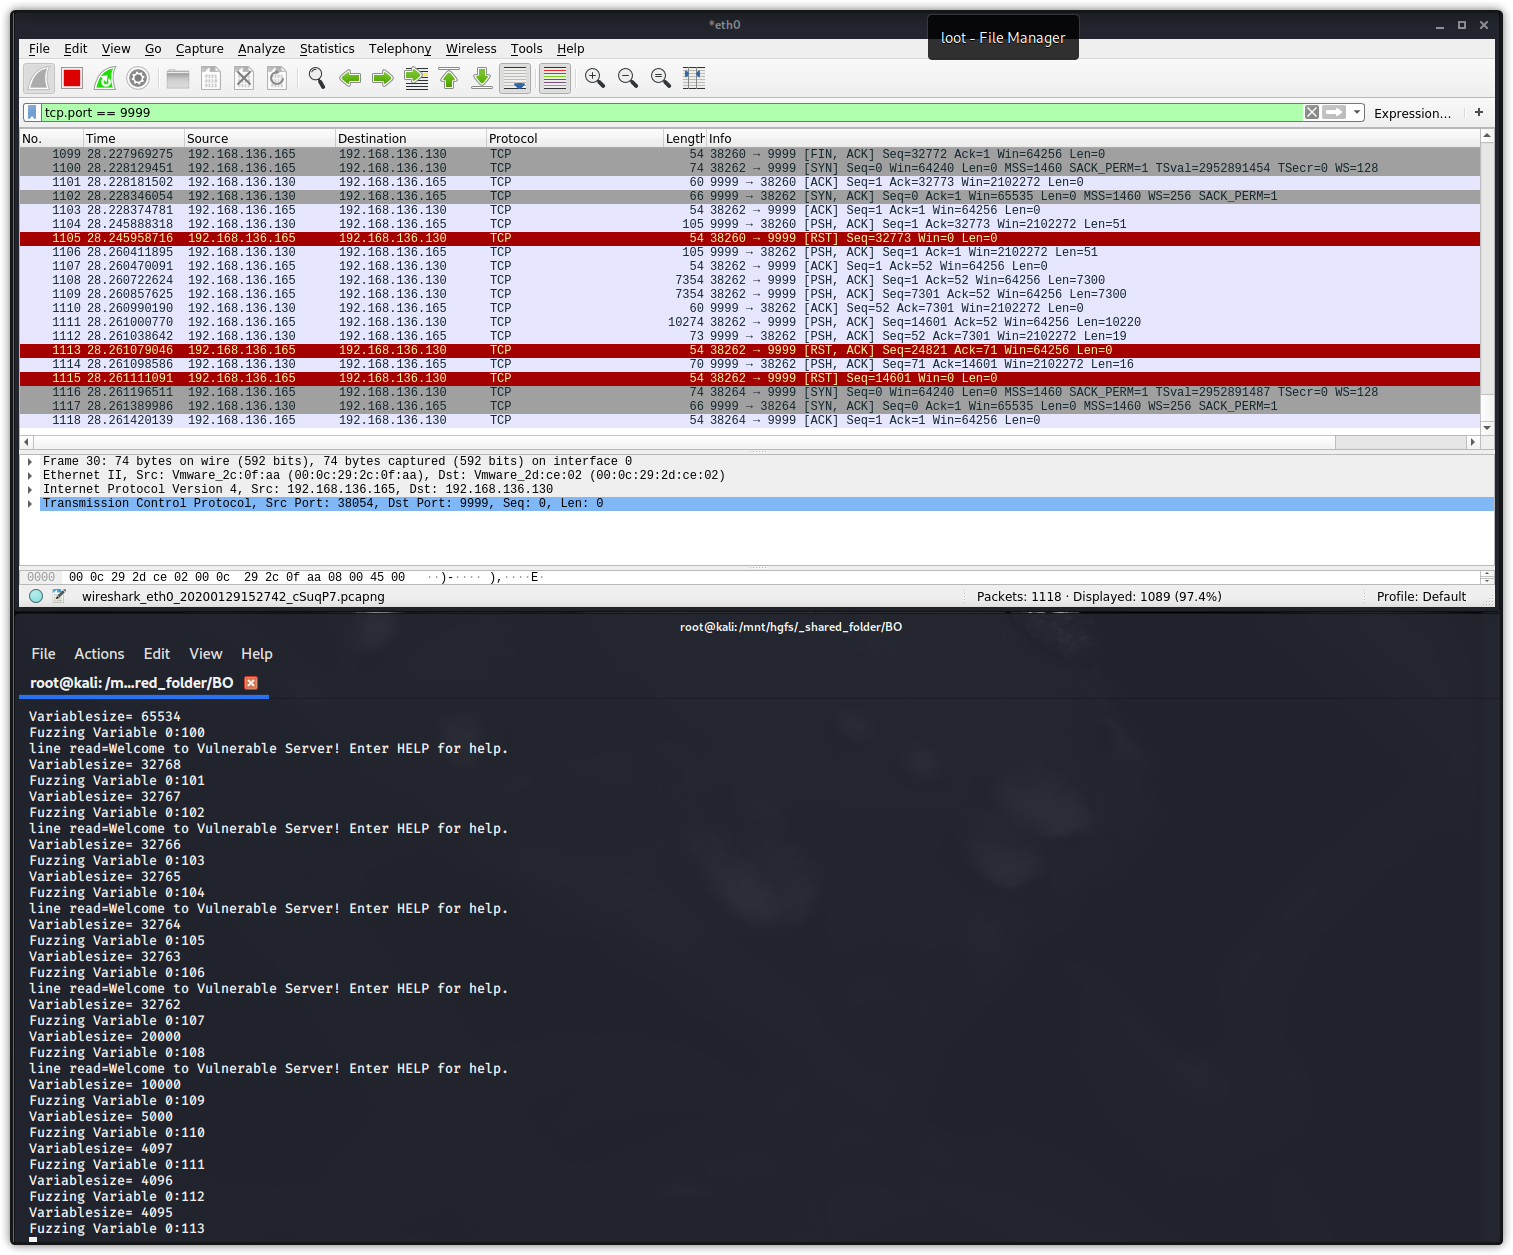 *eth0
loot - File Manager
File Edit View Go Capture Analyze Statistics Telephony Wireless Tools Help
tcp.port == 9999 Expression… +
No. Time Source Destination Protocol Length Info
1099 28.227969275 192.168.136.165 192.168.136.130 TCP 54 38260 → 9999 [FIN, ACK] Seq=32772 Ack=1 Win=64256 Len=0
1100 28.228129451 192.168.136.165 192.168.136.130 TCP 74 38262 → 9999 [SYN] Seq=0 Win=64240 Len=0 MSS=1460 SACK_PERM=1 TSval=2952891454 TSecr=0 WS=128
1101 28.228181502 192.168.136.130 192.168.136.165 TCP 60 9999 → 38260 [ACK] Seq=1 Ack=32773 Win=2102272 Len=0
1102 28.228346054 192.168.136.130 192.168.136.165 TCP 66 9999 → 38262 [SYN, ACK] Seq=0 Ack=1 Win=65535 Len=0 MSS=1460 WS=256 SACK_PERM=1
1103 28.228374781 192.168.136.165 192.168.136.130 TCP 54 38262 → 9999 [ACK] Seq=1 Ack=1 Win=64256 Len=0
1104 28.245888318 192.168.136.130 192.168.136.165 TCP 105 9999 → 38260 [PSH, ACK] Seq=1 Ack=32773 Win=2102272 Len=51
1105 28.245958716 192.168.136.165 192.168.136.130 TCP 54 38260 → 9999 [RST] Seq=32773 Win=0 Len=0
1106 28.260411895 192.168.136.130 192.168.136.165 TCP 105 9999 → 38262 [PSH, ACK] Seq=1 Ack=1 Win=2102272 Len=51
1107 28.260470091 192.168.136.165 192.168.136.130 TCP 54 38262 → 9999 [ACK] Seq=1 Ack=52 Win=64256 Len=0
1108 28.260722624 192.168.136.165 192.168.136.130 TCP 7354 38262 → 9999 [PSH, ACK] Seq=1 Ack=52 Win=64256 Len=7300
1109 28.260857625 192.168.136.165 192.168.136.130 TCP 7354 38262 → 9999 [PSH, ACK] Seq=7301 Ack=52 Win=64256 Len=7300
1110 28.260990190 192.168.136.130 192.168.136.165 TCP 60 9999 → 38262 [ACK] Seq=52 Ack=7301 Win=2102272 Len=0
1111 28.261000770 192.168.136.165 192.168.136.130 TCP 10274 38262 → 9999 [PSH, ACK] Seq=14601 Ack=52 Win=64256 Len=10220
1112 28.261038642 192.168.136.130 192.168.136.165 TCP 73 9999 → 38262 [PSH, ACK] Seq=52 Ack=7301 Win=2102272 Len=19
1113 28.261079046 192.168.136.165 192.168.136.130 TCP 54 38262 → 9999 [RST, ACK] Seq=24821 Ack=71 Win=64256 Len=0
1114 28.261098586 192.168.136.130 192.168.136.165 TCP 70 9999 → 38262 [PSH, ACK] Seq=71 Ack=14601 Win=2102272 Len=16
1115 28.261111091 192.168.136.165 192.168.136.130 TCP 54 38262 → 9999 [RST] Seq=14601 Win=0 Len=0
1116 28.261196511 192.168.136.165 192.168.136.130 TCP 74 38264 → 9999 [SYN] Seq=0 Win=64240 Len=0 MSS=1460 SACK_PERM=1 TSval=2952891487 TSecr=0 WS=128
1117 28.261389986 192.168.136.130 192.168.136.165 TCP 66 9999 → 38264 [SYN, ACK] Seq=0 Ack=1 Win=65535 Len=0 MSS=1460 WS=256 SACK_PERM=1
1118 28.261420139 192.168.136.165 192.168.136.130 TCP 54 38264 → 9999 [ACK] Seq=1 Ack=1 Win=64256 Len=0
Frame 30: 74 bytes on wire (592 bits), 74 bytes captured (592 bits) on interface 0
Ethernet II, Src: Vmware_2c:0f:aa (00:0c:29:2c:0f:aa), Dst: Vmware_2d:ce:02 (00:0c:29:2d:ce:02)
Internet Protocol Version 4, Src: 192.168.136.165, Dst: 192.168.136.130
Transmission Control Protocol, Src Port: 38054, Dst Port: 9999, Seq: 0, Len: 0
0000 00 0c 29 2d ce 02 00 0c 29 2c 0f aa 08 00 45 00 ··)-···· ),····E·
wireshark_eth0_20200129152742_cSuqP7.pcapng Packets: 1118 · Displayed: 1089 (97.4%) Profile: Default
root@kali: /mnt/hgfs/_shared_folder/BO
File Actions Edit View Help
root@kali: /m...red_folder/BO
Variablesize= 65534
Fuzzing Variable 0:100
line read=Welcome to Vulnerable Server! Enter HELP for help.
Variablesize= 32768
Fuzzing Variable 0:101
Variablesize= 32767
Fuzzing Variable 0:102
line read=Welcome to Vulnerable Server! Enter HELP for help.
Variablesize= 32766
Fuzzing Variable 0:103
Variablesize= 32765
Fuzzing Variable 0:104
line read=Welcome to Vulnerable Server! Enter HELP for help.
Variablesize= 32764
Fuzzing Variable 0:105
Variablesize= 32763
Fuzzing Variable 0:106
line read=Welcome to Vulnerable Server! Enter HELP for help.
Variablesize= 32762
Fuzzing Variable 0:107
Variablesize= 20000
Fuzzing Variable 0:108
line read=Welcome to Vulnerable Server! Enter HELP for help.
Variablesize= 10000
Fuzzing Variable 0:109
Variablesize= 5000
Fuzzing Variable 0:110
Variablesize= 4097
Fuzzing Variable 0:111
Variablesize= 4096
Fuzzing Variable 0:112
Variablesize= 4095
Fuzzing Variable 0:113